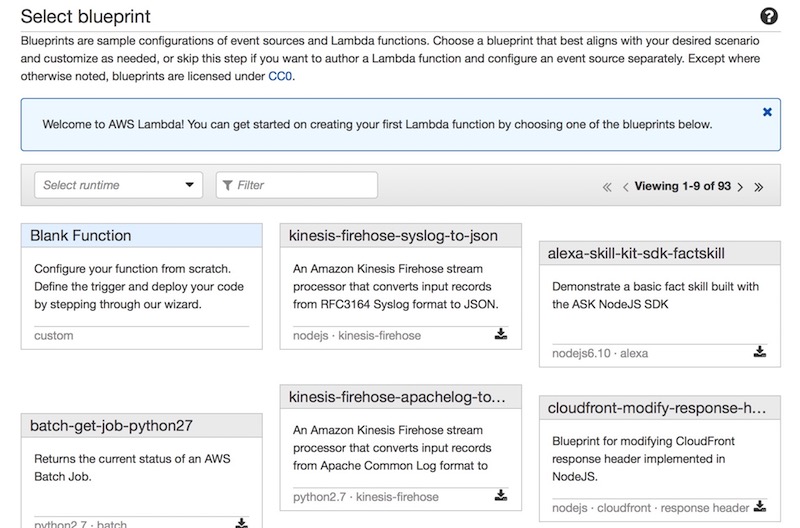 Select blueprint
Blueprints are sample configurations of event sources and Lambda functions. Choose a blueprint that best aligns with your desired scenario
and customize as needed, or skip this step if you want to author a Lambda function and configure an event source separately. Except where
otherwise noted, blueprints are licensed under CC0.
Welcome to AWS Lambda! You can get started on creating your first Lambda function by choosing one of the blueprints below.
Select runtime
Filter
Viewing 1-9 of 93
Blank Function
Configure your function from scratch.
Define the trigger and deploy your code
by stepping through our wizard.
custom
kinesis-firehose-syslog-to-json
An Amazon Kinesis Firehose stream
processor that converts input records
from RFC3164 Syslog format to JSON.
nodejs · kinesis-firehose
alexa-skill-kit-sdk-factskill
Demonstrate a basic fact skill built with
the ASK NodeJS SDK
nodejs6.10 · alexa
batch-get-job-python27
Returns the current status of an AWS
Batch Job.
python2.7 · batch
kinesis-firehose-apachelog-to...
An Amazon Kinesis Firehose stream
processor that converts input records
from Apache Common Log format to
python2.7 · kinesis-firehose
cloudfront-modify-response-h...
Blueprint for modifying CloudFront
response header implemented in
NodeJS.
nodejs · cloudfront · response header